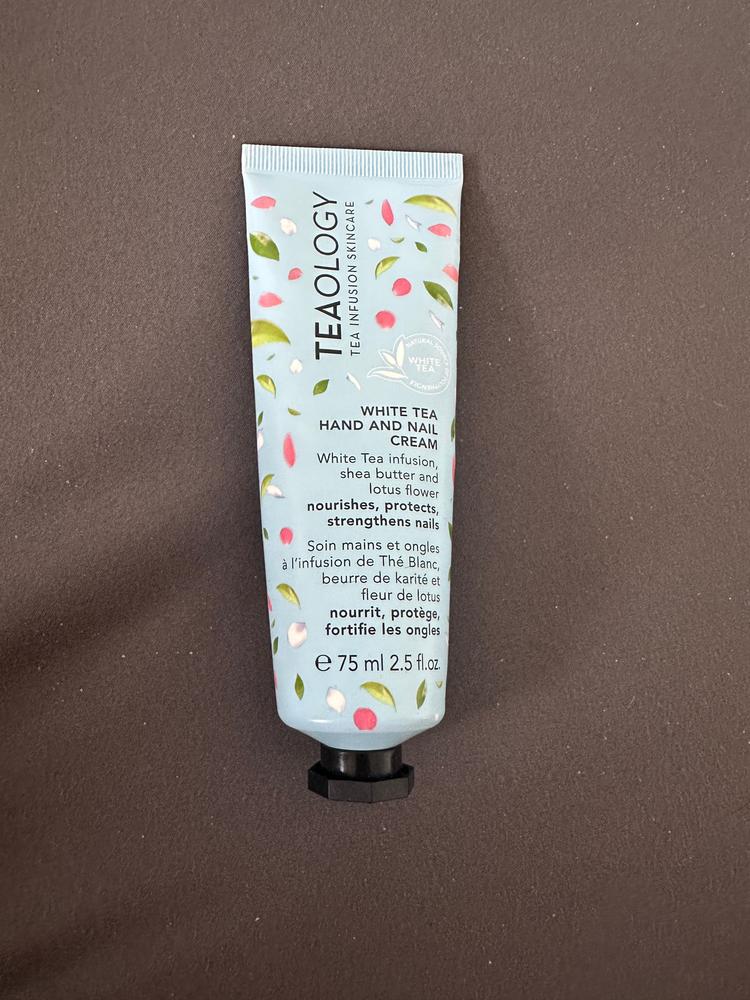 TEAOLOGY
TEA INFUSION SKINCARE
WHITE
TEA
WHITE TEA
HAND AND NAIL
CREAM
White Tea infusion,
shea butter and
lotus flower
nourishes, protects,
strengthens nails
Soin mains et ongles
à l'infusion de Thé Blanc,
beurre de karité et
fleur de lotus
nourrit, protège,
fortifie les ongles
℮ 75 ml 2.5 fl.oz.